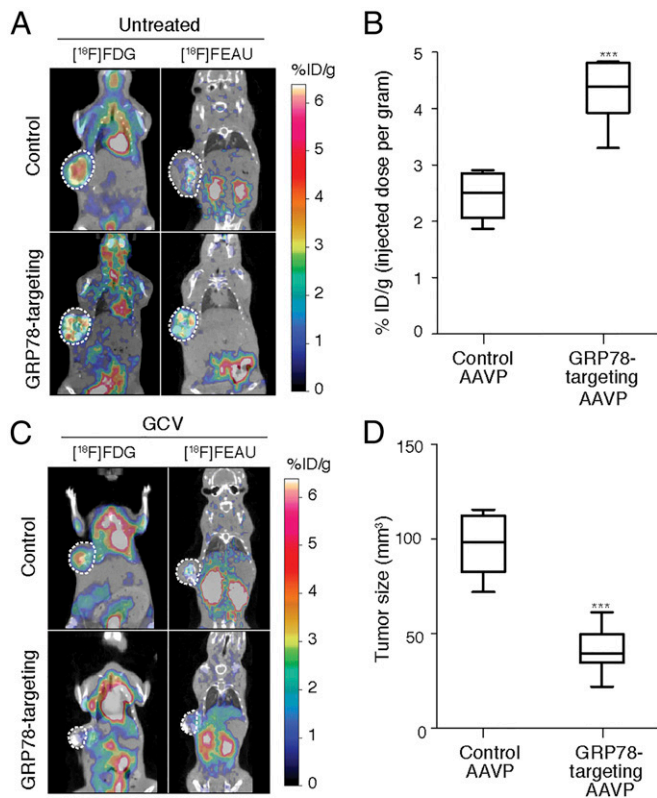 A
Untreated
[¹⁸F]FDG
[¹⁸F]FEAU
%ID/g
Control
GRP78-targeting
6
5
4
3
2
1
0
B
% ID/g (injected dose per gram)
5
4
3
2
1
0
***
Control
AAVP
GRP78-
targeting
AAVP
C
GCV
[¹⁸F]FDG
[¹⁸F]FEAU
%ID/g
Control
GRP78-targeting
6
5
4
3
2
1
0
D
Tumor size (mm³)
150
100
50
0
***
Control
AAVP
GRP78-
targeting
AAVP